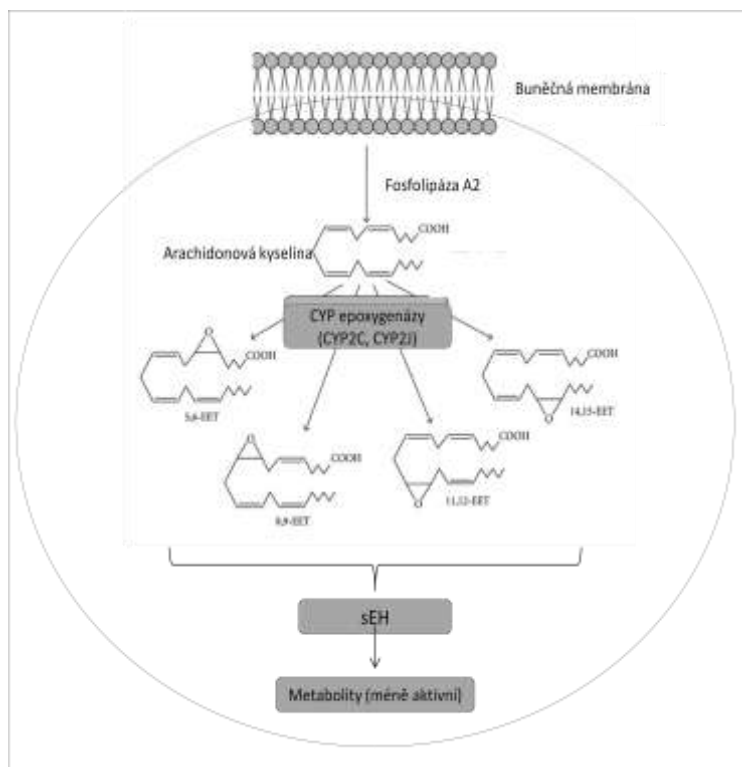 Buněčná membrána
Fosfolipáza A2
COOH
Arachidonová kyselina
CYP epoxygenázy
(CYP2C, CYP2J)
O
COOH
5,6-EET
COOH
O
14,15-EET
O
COOH
8,9-EET
COOH
O
11,12-EET
sEH
Metabolity (méně aktivní)